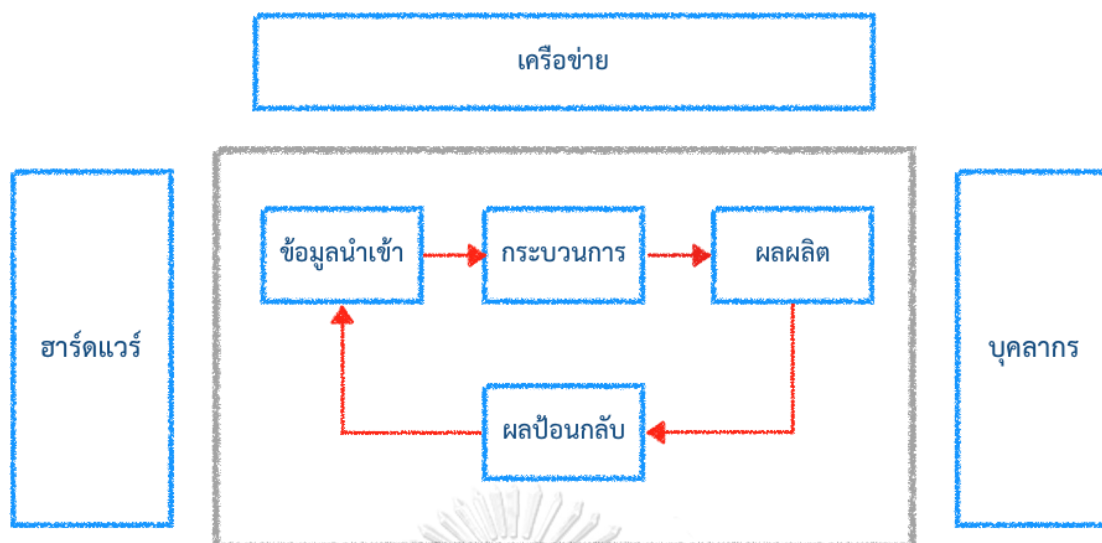 เครือข่าย
ฮาร์ดแวร์
ข้อมูลนำเข้า
กระบวนการ
ผลผลิต
ผลป้อนกลับ
บุคลากร